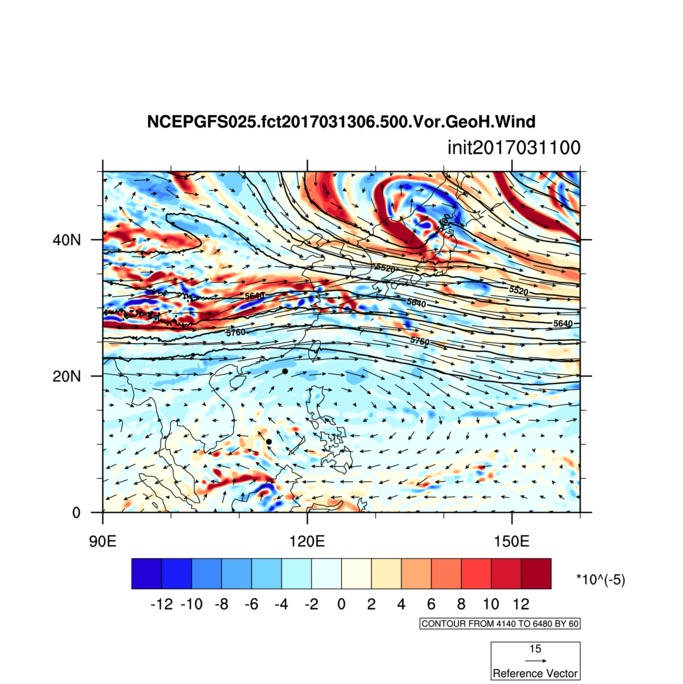 NCEPGFS025.fct2017031306.500.Vor.GeoH.Wind
init2017031100
40N
20N
0
5520
5520
5640
5640
5640
5760
5760
90E
120E
150E
-12 -10 -8 -6 -4 -2 0 2 4 6 8 10 12
*10^(-5)
CONTOUR FROM 4140 TO 6480 BY 60
15
Reference Vector